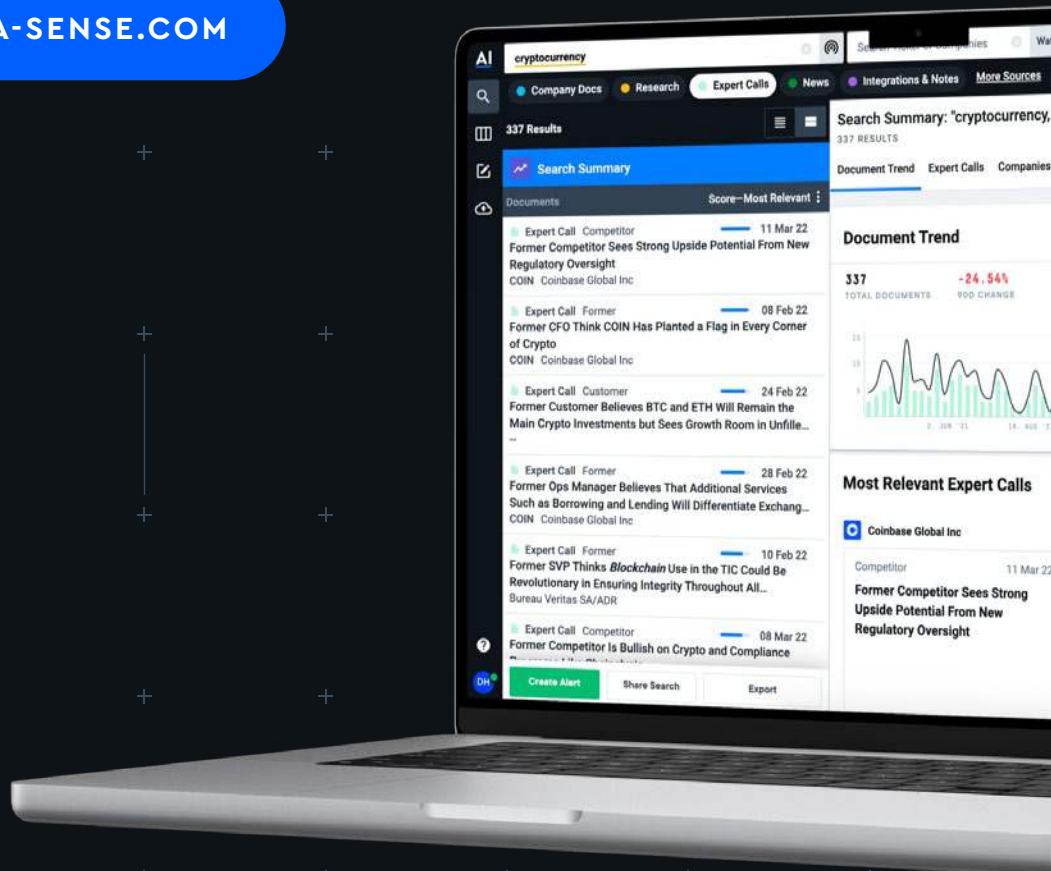 A-SENSE.COM
AI
cryptocurrency
Wa
Company Docs
Research
Expert Calls
News
Integrations & Notes
More Sources
337 Results
Search Summary
Documents
Score—Most Relevant
Expert Call Competitor 11 Mar 22
Former Competitor Sees Strong Upside Potential From New
Regulatory Oversight
COIN Coinbase Global Inc
Expert Call Former 08 Feb 22
Former CFO Think COIN Has Planted a Flag in Every Corner
of Crypto
COIN Coinbase Global Inc
Expert Call Customer 24 Feb 22
Former Customer Believes BTC and ETH Will Remain the
Main Crypto Investments but Sees Growth Room in Unfille...
--
Expert Call Former 28 Feb 22
Former Ops Manager Believes That Additional Services
Such as Borrowing and Lending Will Differentiate Exchang...
COIN Coinbase Global Inc
Expert Call Former 10 Feb 22
Former SVP Thinks Blockchain Use in the TIC Could Be
Revolutionary in Ensuring Integrity Throughout All...
Bureau Veritas SA/ADR
Expert Call Competitor 08 Mar 22
Former Competitor Is Bullish on Crypto and Compliance
DH
Create Alert
Share Search
Export
Search Summary: "cryptocurrency,
337 RESULTS
Document Trend
Expert Calls
Companies
Document Trend
337
-24.54%
TOTAL DOCUMENTS
90D CHANGE
Most Relevant Expert Calls
Coinbase Global Inc
Competitor 11 Mar 22
Former Competitor Sees Strong
Upside Potential From New
Regulatory Oversight